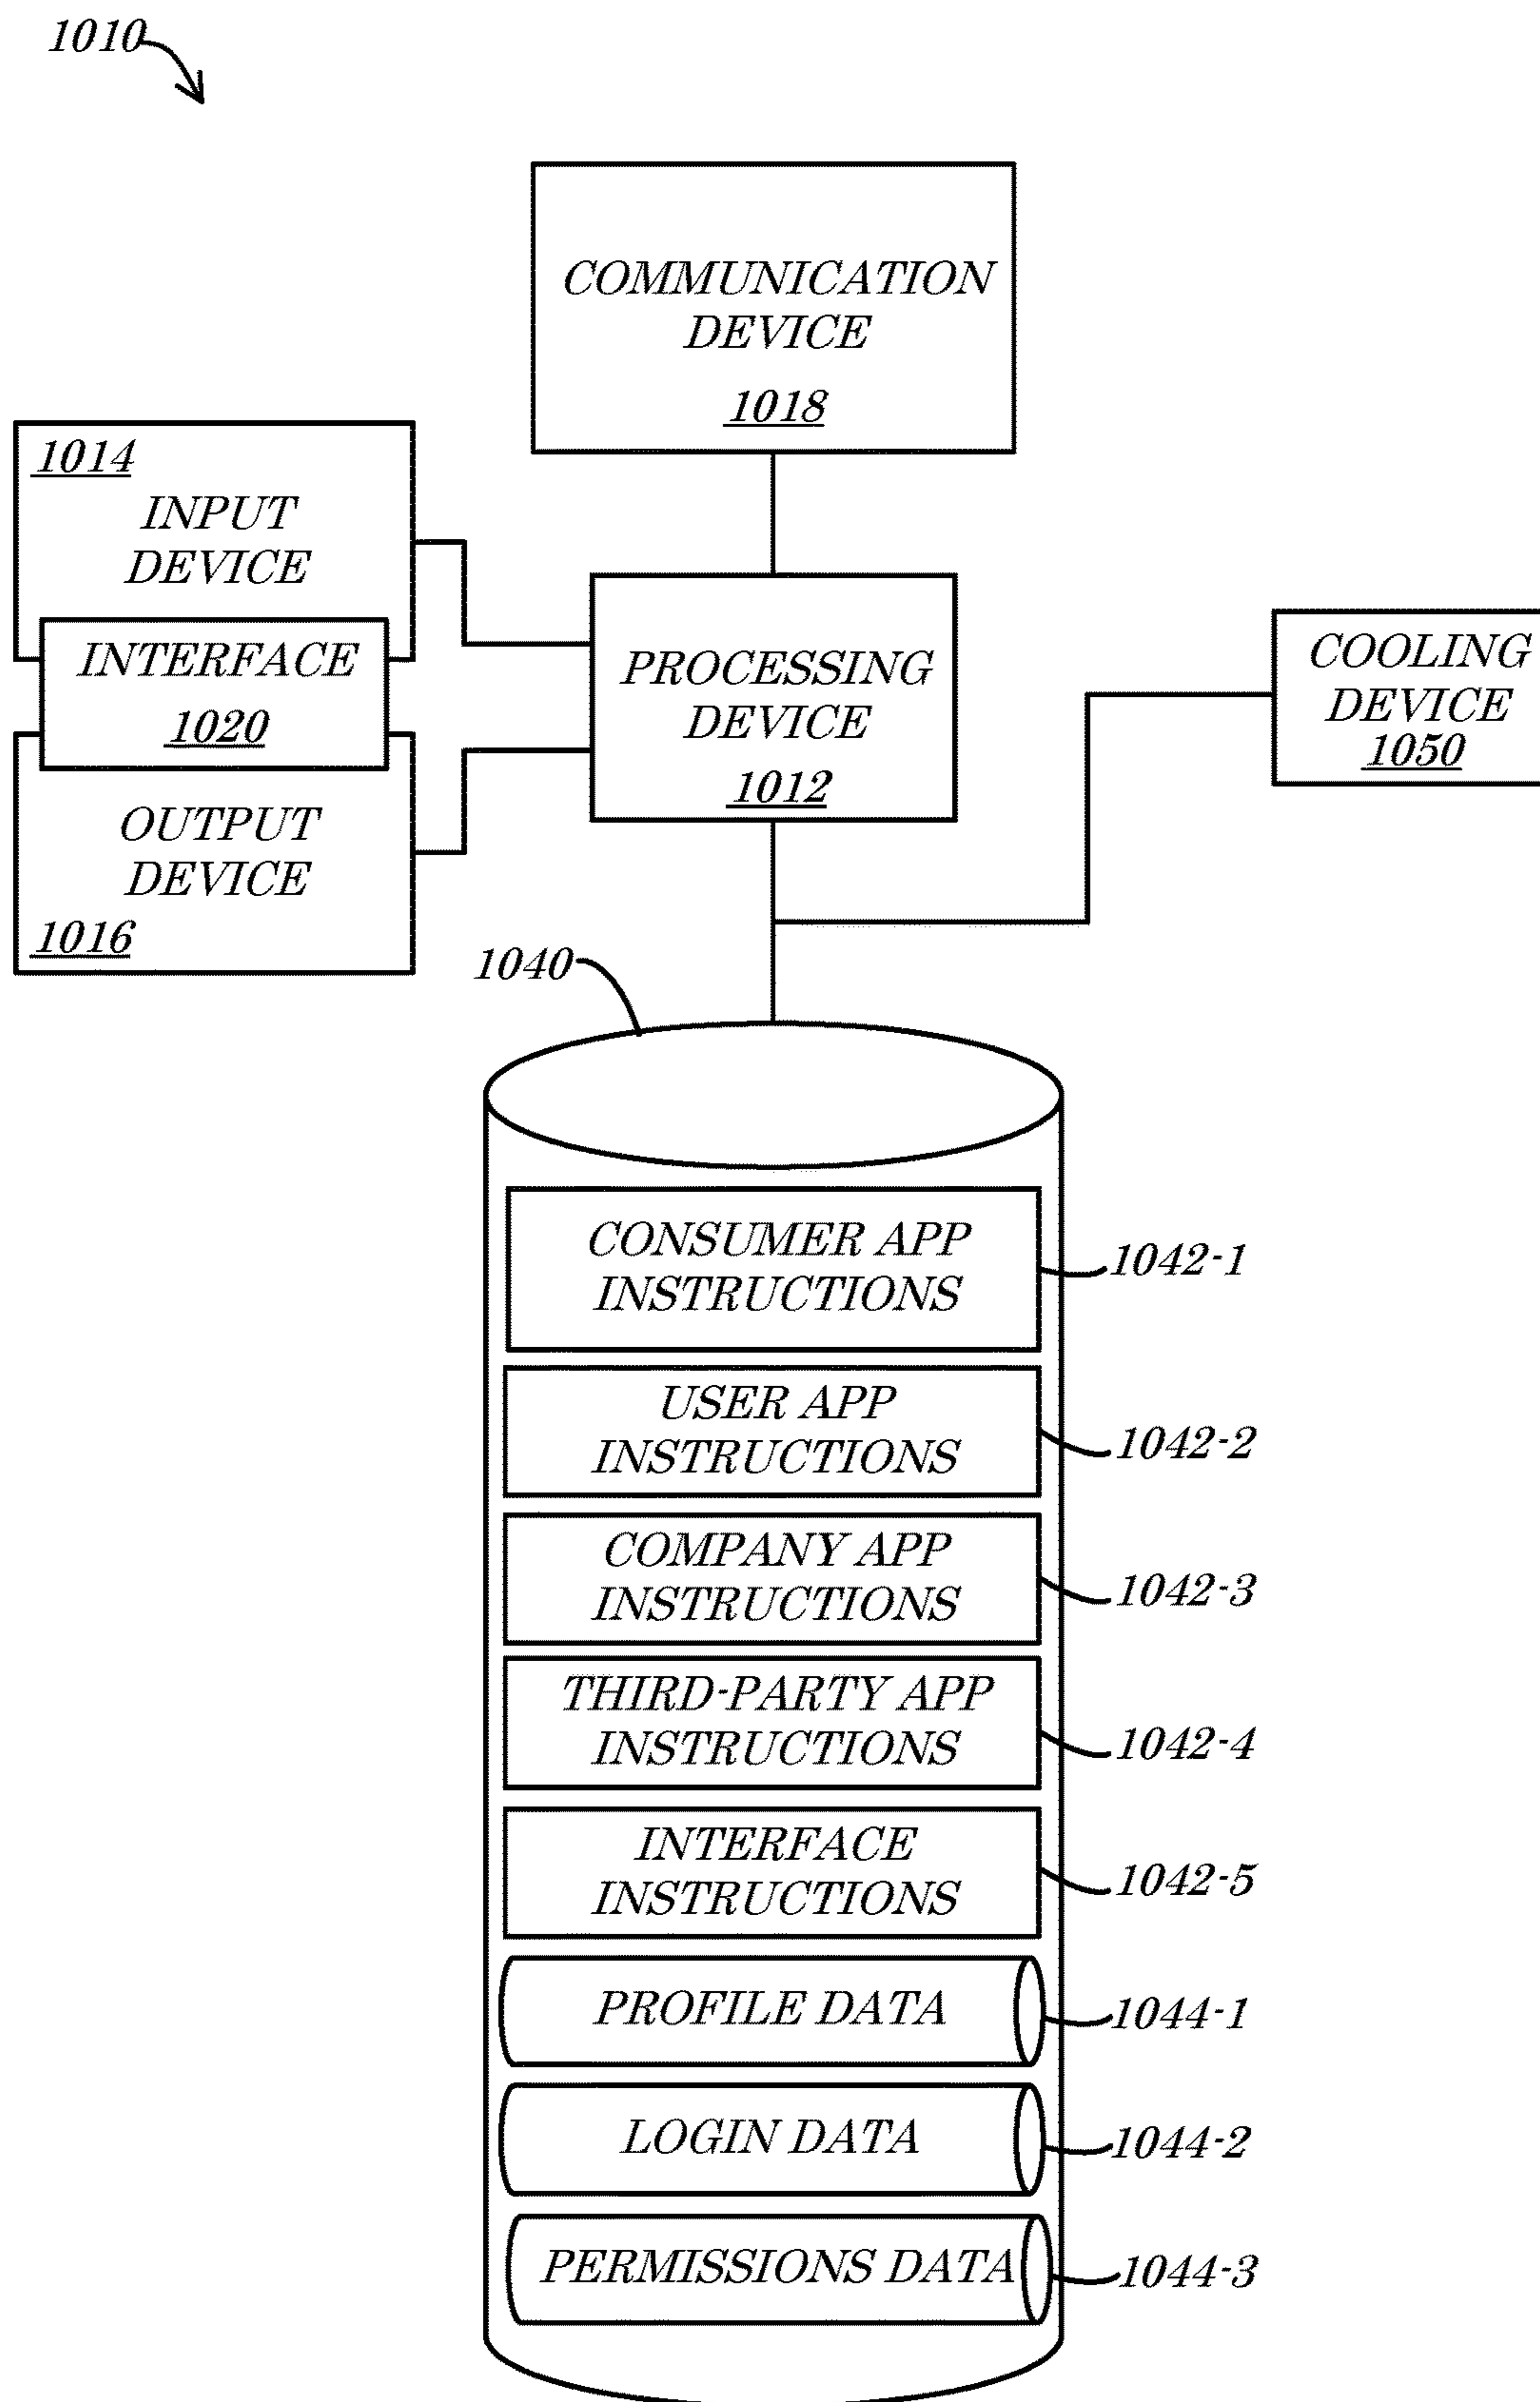 1010
COMMUNICATION
DEVICE
1018
1014
INPUT
DEVICE
INTERFACE
1020
OUTPUT
DEVICE
1016
PROCESSING
DEVICE
1012
COOLING
DEVICE
1050
1040
CONSUMER APP
INSTRUCTIONS
1042-1
USER APP
INSTRUCTIONS
1042-2
COMPANY APP
INSTRUCTIONS
1042-3
THIRD-PARTY APP
INSTRUCTIONS
1042-4
INTERFACE
INSTRUCTIONS
1042-5
PROFILE DATA
1044-1
LOGIN DATA
1044-2
PERMISSIONS DATA
1044-3